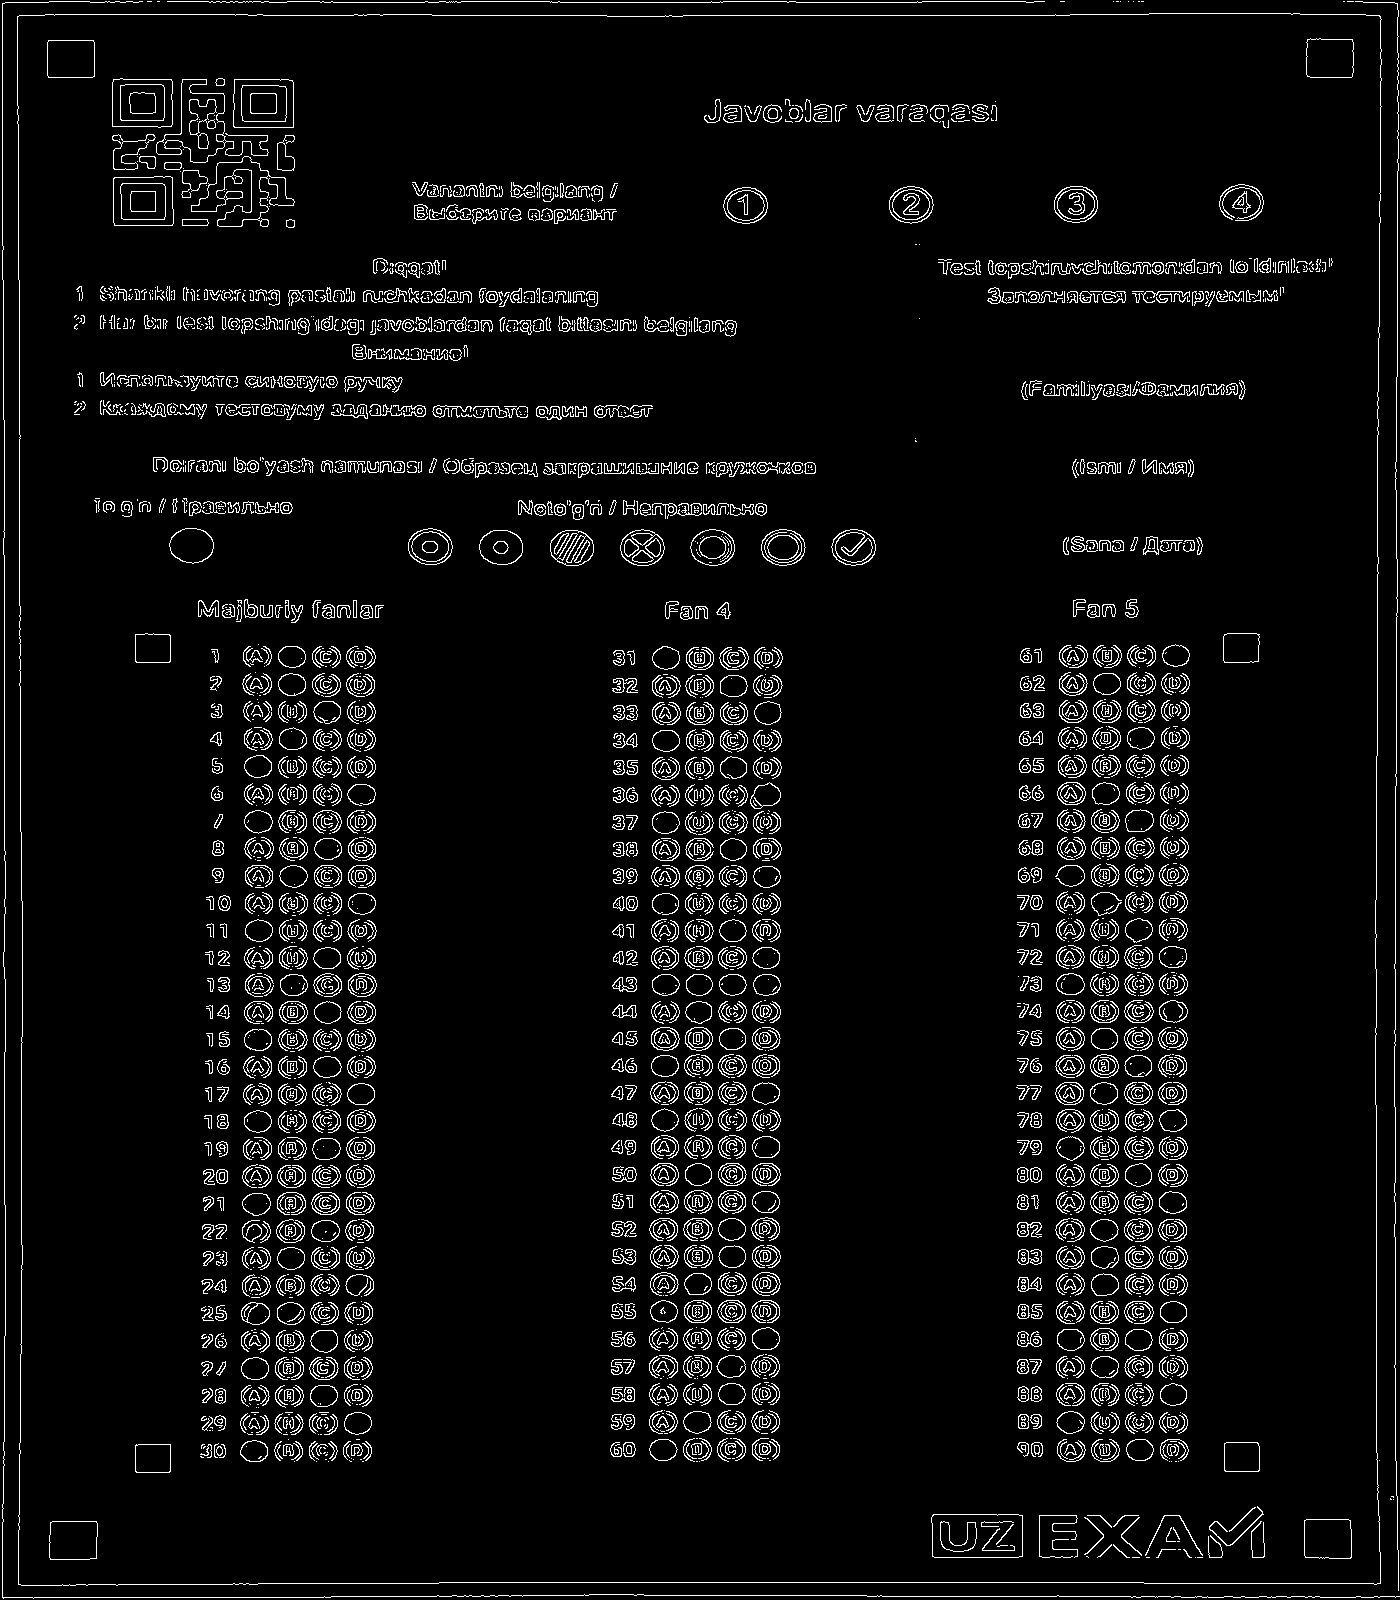 Javoblar varaqasi
Variantni belgilang /
Выберите вариант
1 2 3 4
Diqqat!
1 Sharikli havorang pastali ruchkadan foydalaning
2 Har bir test topshirig'idagi javoblardan faqat bittasini belgilang
Внимание!
1 Используйте синовую ручку
2 Ккаждому тестовуму заданию отметьте один ответ
Test topshiruvchi tomonidan to'ldiriladi!
Заполняется тестируемым!
(Familiyasi/Фамилия)
(Ismi / Имя)
(Sana / Дата)
Doirani bo'yash namunasi / Образец закрашивание кружочков
To'g'ri / Правильно
Noto'g'ri / Неправильно
Majburiy fanlar
1 A C D
2 A C D
3 A B D
4 A C D
5 B C D
6 A B C
7 B C D
8 A B D
9 A C D
10 A B C
11 B C D
12 A B D
13 A C D
14 A B D
15 B C D
16 A B D
17 A B C
18 B C D
19 A B D
20 A B C D
21 B C D
22 B D
23 A C D
24 A B C
25 C D
26 A B D
27 B C D
28 A B D
29 A B C
30 B C D
Fan 4
31 B C D
32 A B D
33 A B C
34 B C D
35 A B D
36 A B C
37 B C D
38 A B D
39 A B C
40 B C D
41 A B D
42 A B C
43
44 A C D
45 A B D
46 B C D
47 A B C
48 B C D
49 A B C
50 A C D
51 A B C
52 A B D
53 A B D
54 A C D
55 B C D
56 A B C
57 A B D
58 A B D
59 A C D
60 B C D
Fan 5
61 A B C
62 A C D
63 A B C D
64 A B D
65 A B C D
66 A C D
67 A B D
68 A B C D
69 B C D
70 A C D
71 A B D
72 A B C
73 B C D
74 A B C
75 A C D
76 A B D
77 A C D
78 A B C
79 B C D
80 A B D
81 A B C
82 A C D
83 A C D
84 A C D
85 A B C
86 B D
87 A C D
88 A B C
89 B C D
90 A B D
UZ EXAM